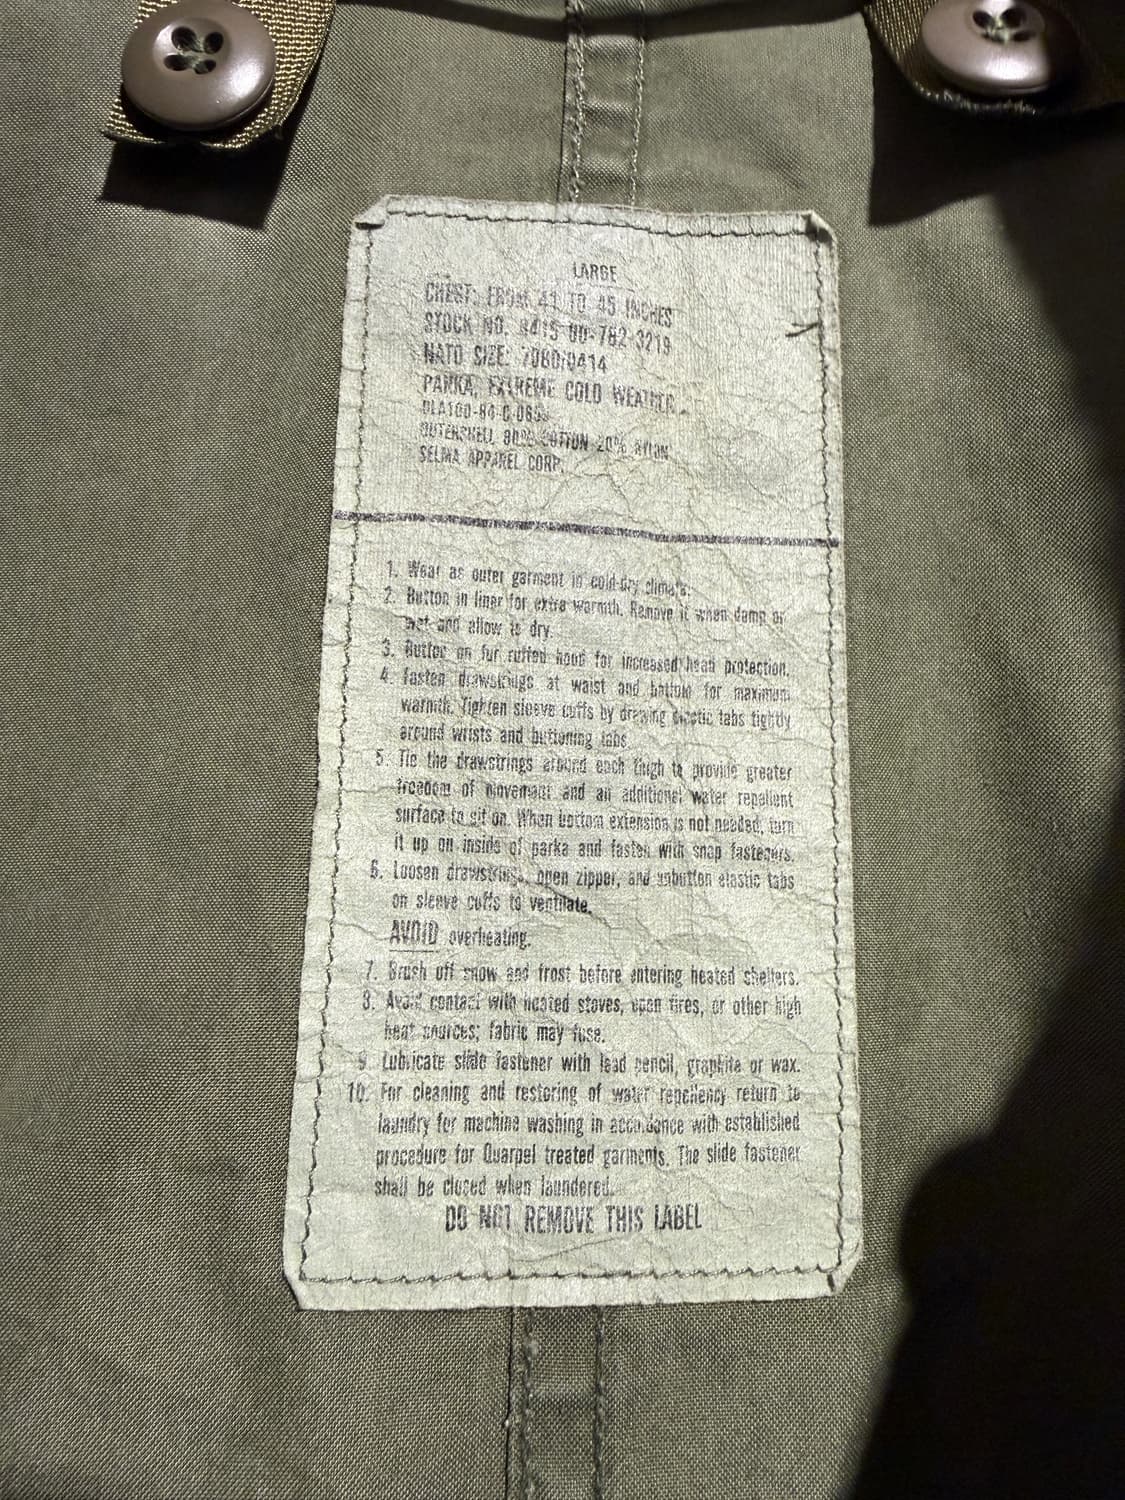 LARGE
CHEST: FROM 41 TO 45 INCHES
STOCK NO. 8415-00-782-3219
NATO SIZE: 7080/0414
PARKA, EXTREME COLD WEATHER
DLA100-84-C-
OUTERSHELL, 80% COTTON 20% NYLON
SELMA APPAREL CORP.
1. Wear as outer garment in cold-dry climate.
2. Button in liner for extra warmth. Remove it when damp or
wet and allow to dry.
3. Button on fur ruffed hood for increased head protection.
4. Fasten drawstrings at waist and bottom for maximum
warmth. Tighten sleeve cuffs by drawing elastic tabs tightly
around wrists and buttoning tabs.
5. Tie the drawstrings around each thigh to provide greater
freedom of movement and an additional water repellent
surface to sit on. When bottom extension is not needed, turn
it up on inside of parka and fasten with snap fasteners.
6. Loosen drawstrings, open zipper, and unbutton elastic tabs
on sleeve cuffs to ventilate.
AVOID overheating.
7. Brush off snow and frost before entering heated shelters.
8. Avoid contact with heated stoves, open fires, or other high
heat sources; fabric may fuse.
9. Lubricate slide fastener with lead pencil, graphite or wax.
10. For cleaning and restoring of water repellency return to
laundry for machine washing in accordance with established
procedure for Quarpel treated garments. The slide fastener
shall be closed when laundered.
DO NOT REMOVE THIS LABEL